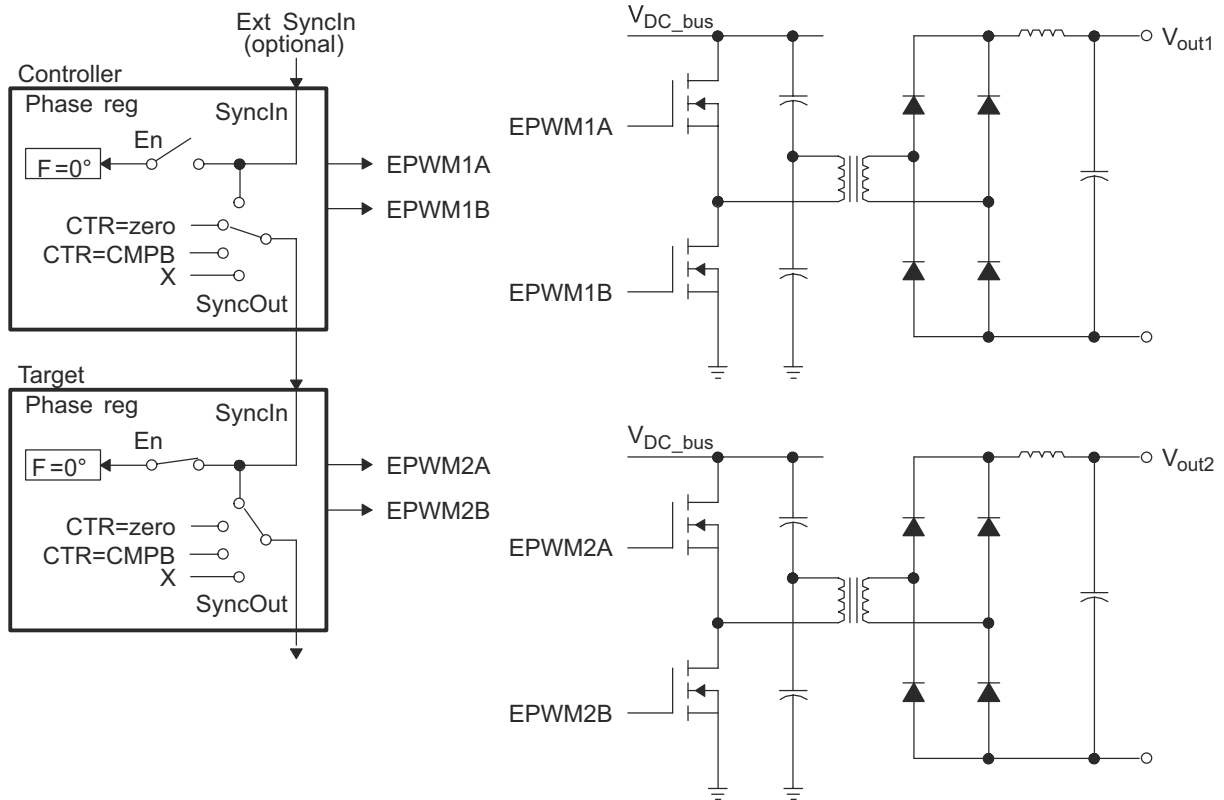 Ext SyncIn
(optional)
Controller
Phase reg
SyncIn
En
F=0°
EPWM1A
EPWM1B
CTR=zero
CTR=CMPB
X
SyncOut
Target
Phase reg
SyncIn
En
F=0°
EPWM2A
EPWM2B
CTR=zero
CTR=CMPB
X
SyncOut
VDC_bus
Vout1
EPWM1A
EPWM1B
VDC_bus
Vout2
EPWM2A
EPWM2B